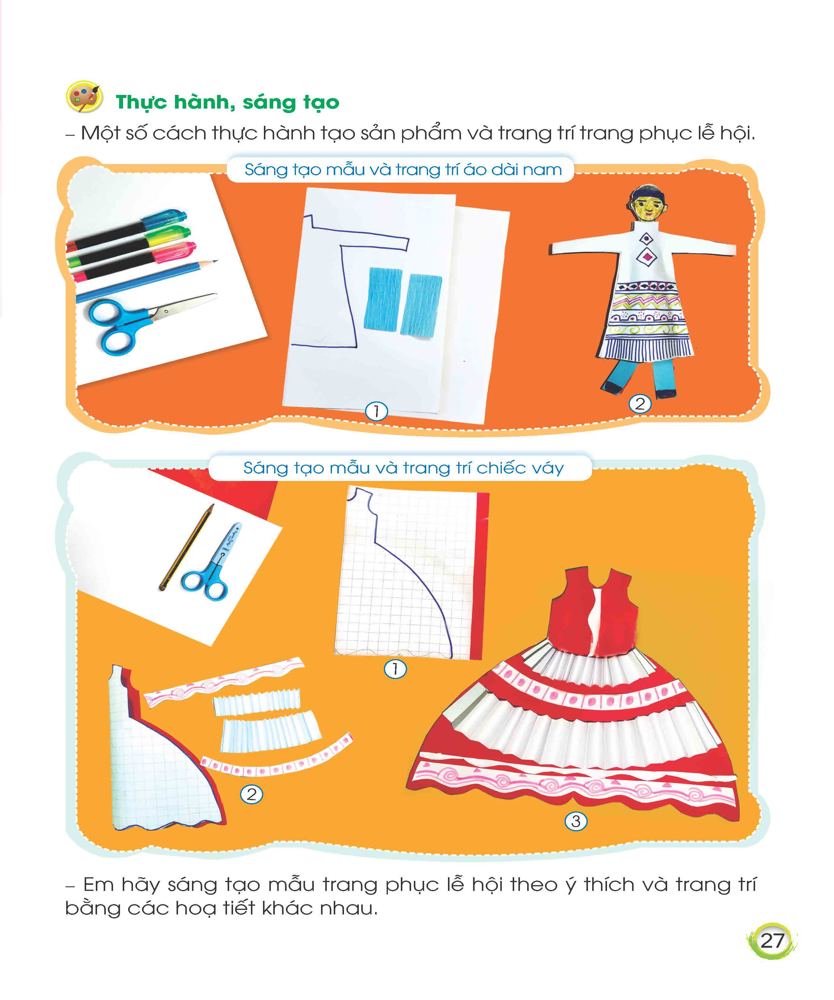 Thực hành, sáng tạo
– Một số cách thực hành tạo sản phẩm và trang trí trang phục lễ hội.
Sáng tạo mẫu và trang trí áo dài nam
1
2
Sáng tạo mẫu và trang trí chiếc váy
1
2
3
– Em hãy sáng tạo mẫu trang phục lễ hội theo ý thích và trang trí
bằng các hoạ tiết khác nhau.
27